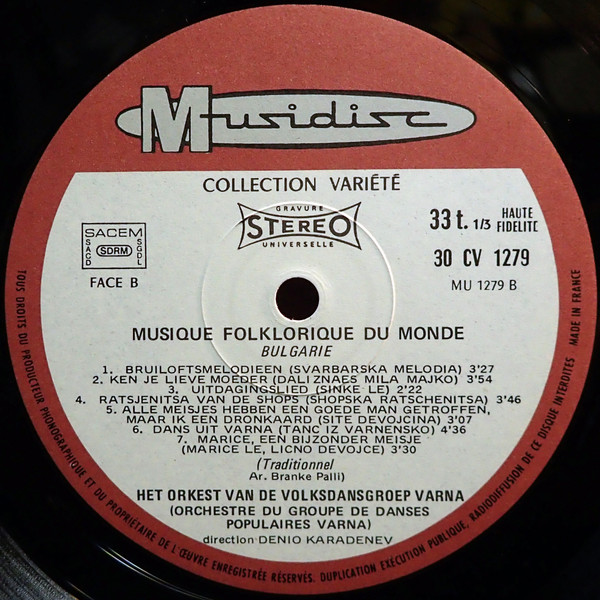 Musidisc
COLLECTION VARIÉTÉ
GRAVURE
STEREO
UNIVERSELLE
33 t. 1/3 HAUTE FIDELITE
SACEM
SACD SDRM SGDL
30 CV 1279
FACE B
MU 1279 B
MUSIQUE FOLKLORIQUE DU MONDE
BULGARIE
1. BRUILOFTSMELODIEEN (SVARBARSKA MELODIA) 3'27
2. KEN JE LIEVE MOEDER (DALI ZNAES MILA MAJKO) 3'54
3. UITDAGINGSLIED (SINKE LE) 2'22
4. RATSJENITSA VAN DE SHOPS (SHOPSKA RATSCHENITSA) 3'46
5. ALLE MEISJES HEBBEN EEN GOEDE MAN GETROFFEN,
MAAR IK EEN DRONKAARD (SITE DEVOJCINA) 3'07
6. DANS UIT VARNA (TANC IZ VARNENSKO) 4'36
7. MARICE, EEN BIJZONDER MEISJE
(MARICE LE, LICNO DEVOJCE) 3'30
(Traditionnel
Ar. Branke Palli)
HET ORKEST VAN DE VOLKSDANSGROEP VARNA
(ORCHESTRE DU GROUPE DE DANSES
POPULAIRES VARNA)
direction DENIO KARADENEV
TOUS DROITS DU PRODUCTEUR PHONOGRAPHIQUE ET DU PROPRIETAIRE DE L'ŒUVRE ENREGISTRÉE RÉSERVÉS. DUPLICATION EXÉCUTION PUBLIQUE, RADIODIFFUSION DE CE DISQUE INTERDITES MADE IN FRANCE